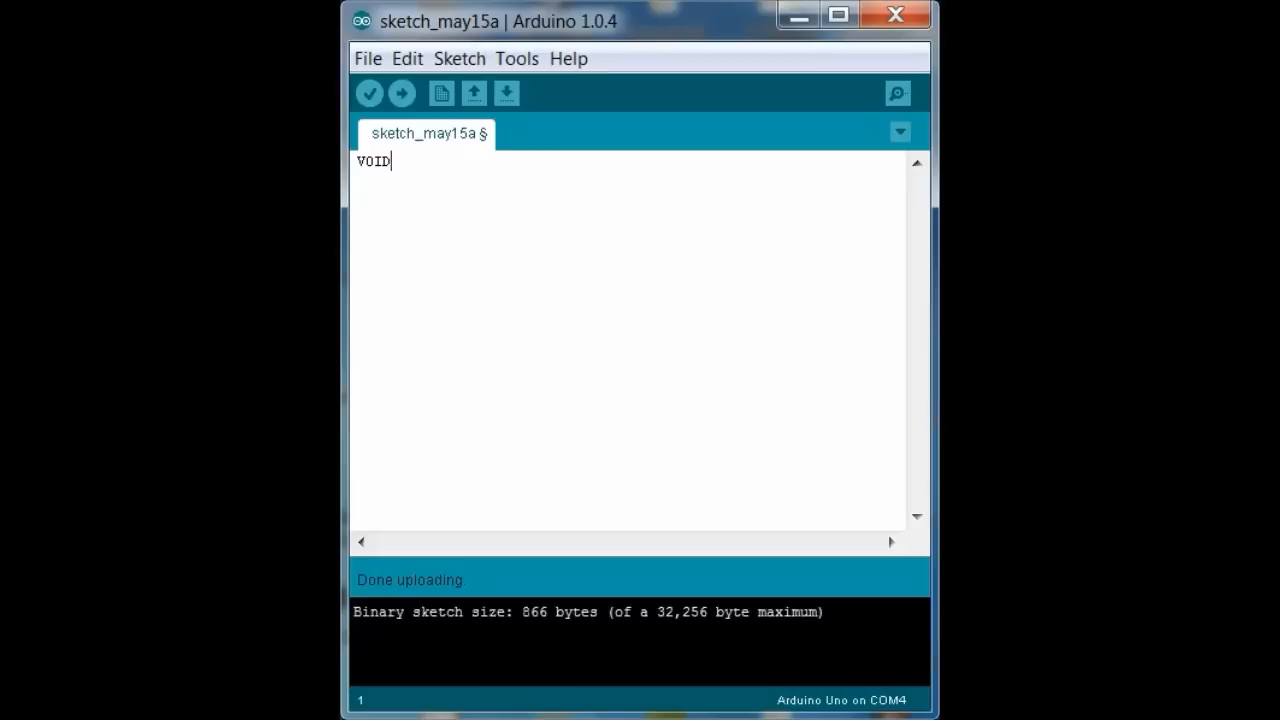 sketch_may15a | Arduino 1.0.4
File Edit Sketch Tools Help
sketch_may15a §
VOID
Done uploading.
Binary sketch size: 866 bytes (of a 32,256 byte maximum)
1
Arduino Uno on COM4